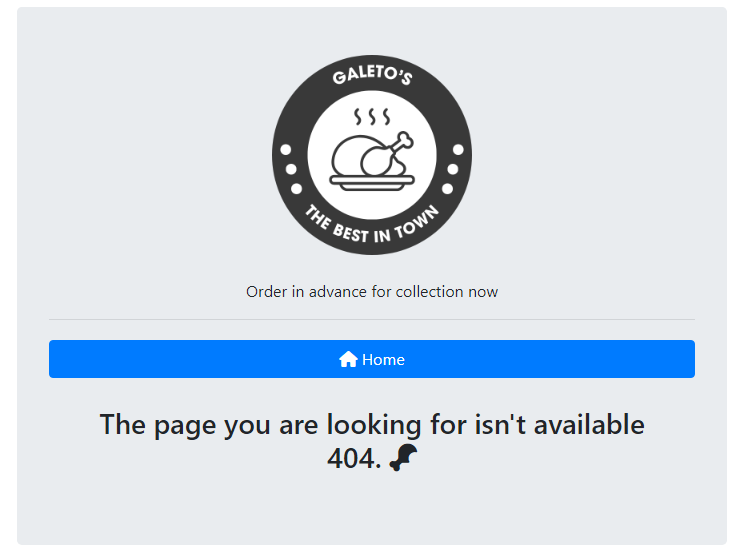 GALETO'S
THE BEST IN TOWN
Order in advance for collection now
Home
The page you are looking for isn't available
404.